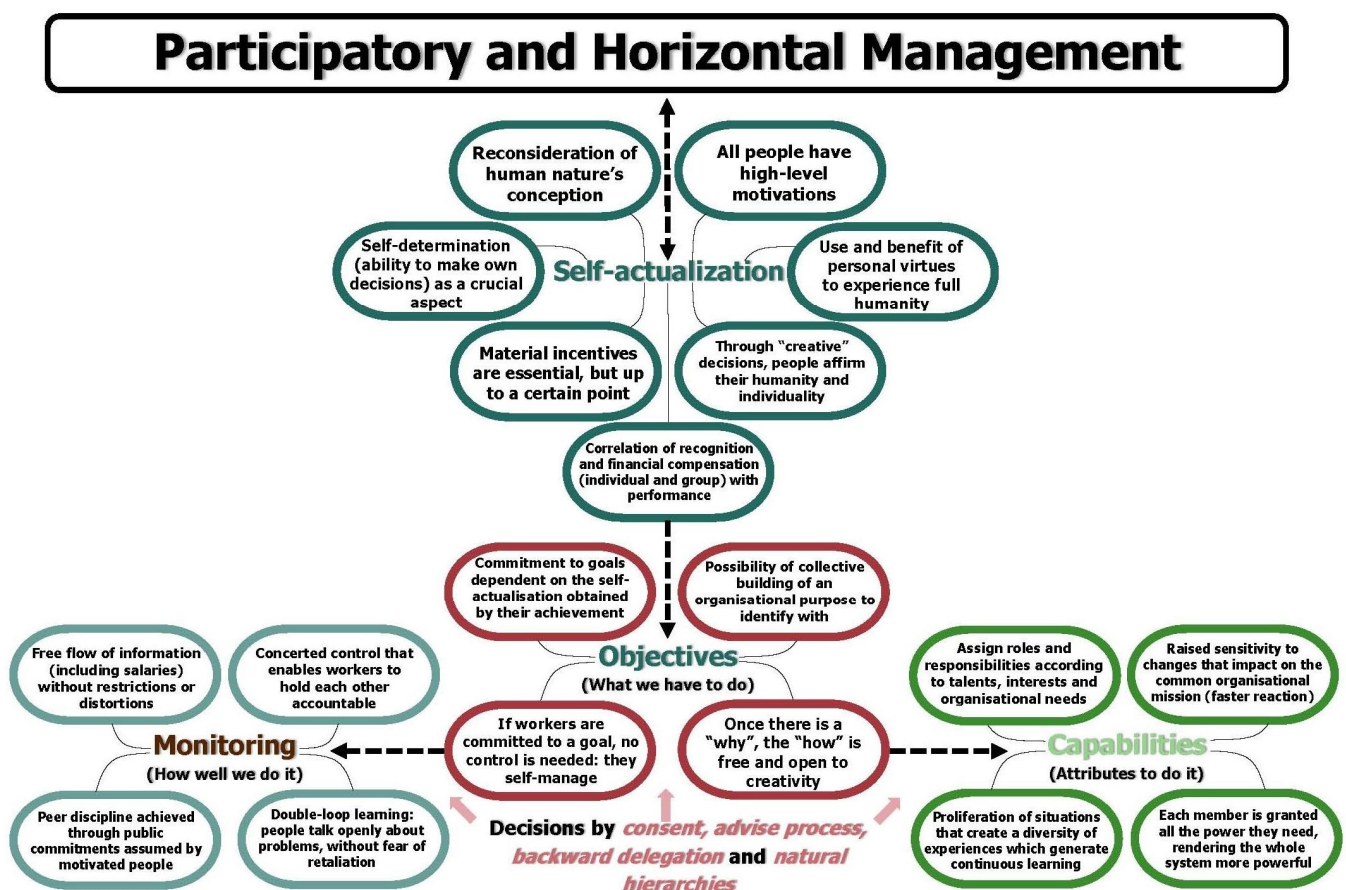 Participatory and Horizontal Management
Reconsideration of
human nature's
conception
All people have
high-level
motivations
Self-determination
(ability to make own
decisions) as a crucial
aspect
Self-actualization
Use and benefit of
personal virtues
to experience full
humanity
Material incentives
are essential, but up
to a certain point
Through "creative"
decisions, people affirm
their humanity and
individuality
Correlation of recognition
and financial compensation
(individual and group) with
performance
Commitment to goals
dependent on the self-
actualisation obtained
by their achievement
Possibility of collective
building of an
organisational purpose to
identify with
Objectives
(What we have to do)
If workers are
committed to a goal, no
control is needed: they
self-manage
Once there is a
"why", the "how" is
free and open to
creativity
Free flow of information
(including salaries)
without restrictions or
distortions
Concerted control that
enables workers to
hold each other
accountable
Monitoring
(How well we do it)
Peer discipline achieved
through public
commitments assumed by
motivated people
Double-loop learning:
people talk openly about
problems, without fear of
retaliation
Assign roles and
responsibilities according
to talents, interests and
organisational needs
Raised sensitivity to
changes that impact on the
common organisational
mission (faster reaction)
Capabilities
(Attributes to do it)
Proliferation of situations
that create a diversity of
experiences which generate
continuous learning
Each member is granted
all the power they need,
rendering the whole
system more powerful
Decisions by consent, advise process,
backward delegation and natural
hierarchies